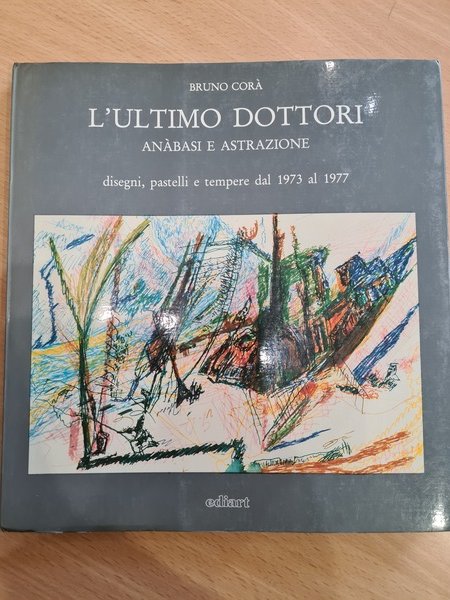 BRUNO CORÀ
L'ULTIMO DOTTORI
ANÀBASI E ASTRAZIONE
disegni, pastelli e tempere dal 1973 al 1977
ediart